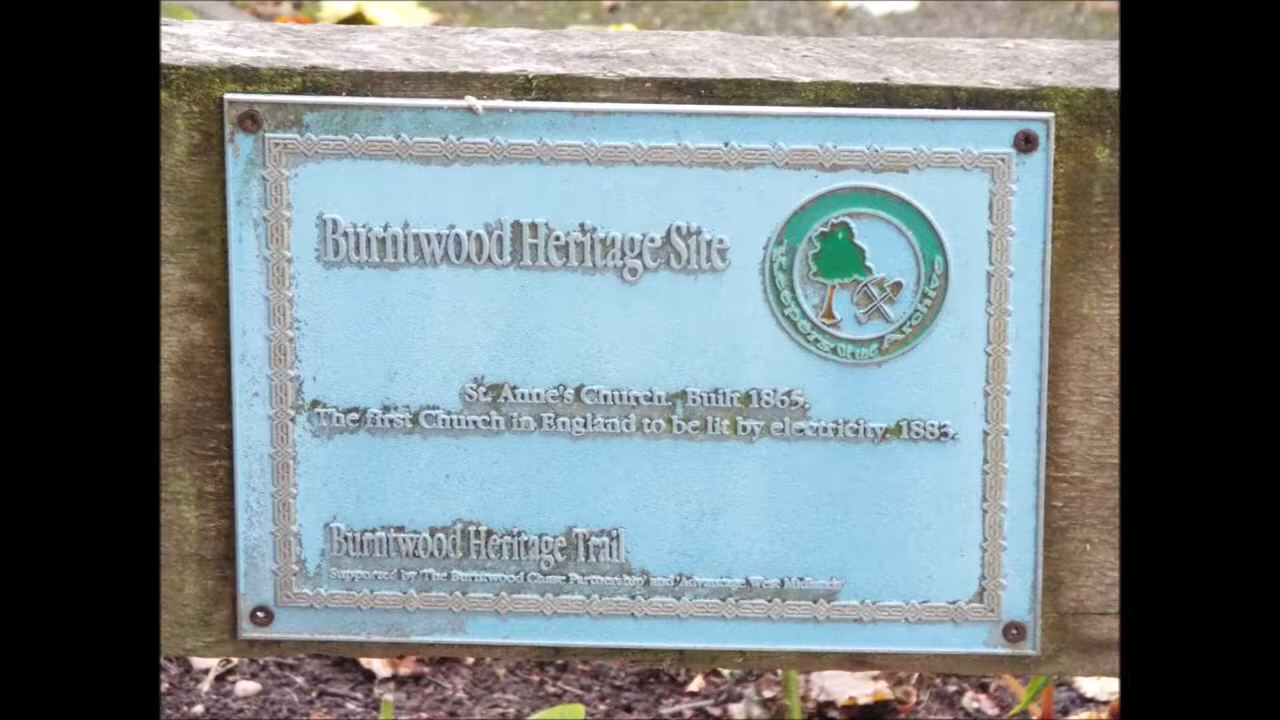 Burntwood Heritage Site
Keepers of the Archive
St. Anne's Church. Built 1865.
The first Church in England to be lit by electricity. 1883.
Burntwood Heritage Trail
Supported by 'The Burntwood Chase Partnership' and 'Advantage West Midlands'